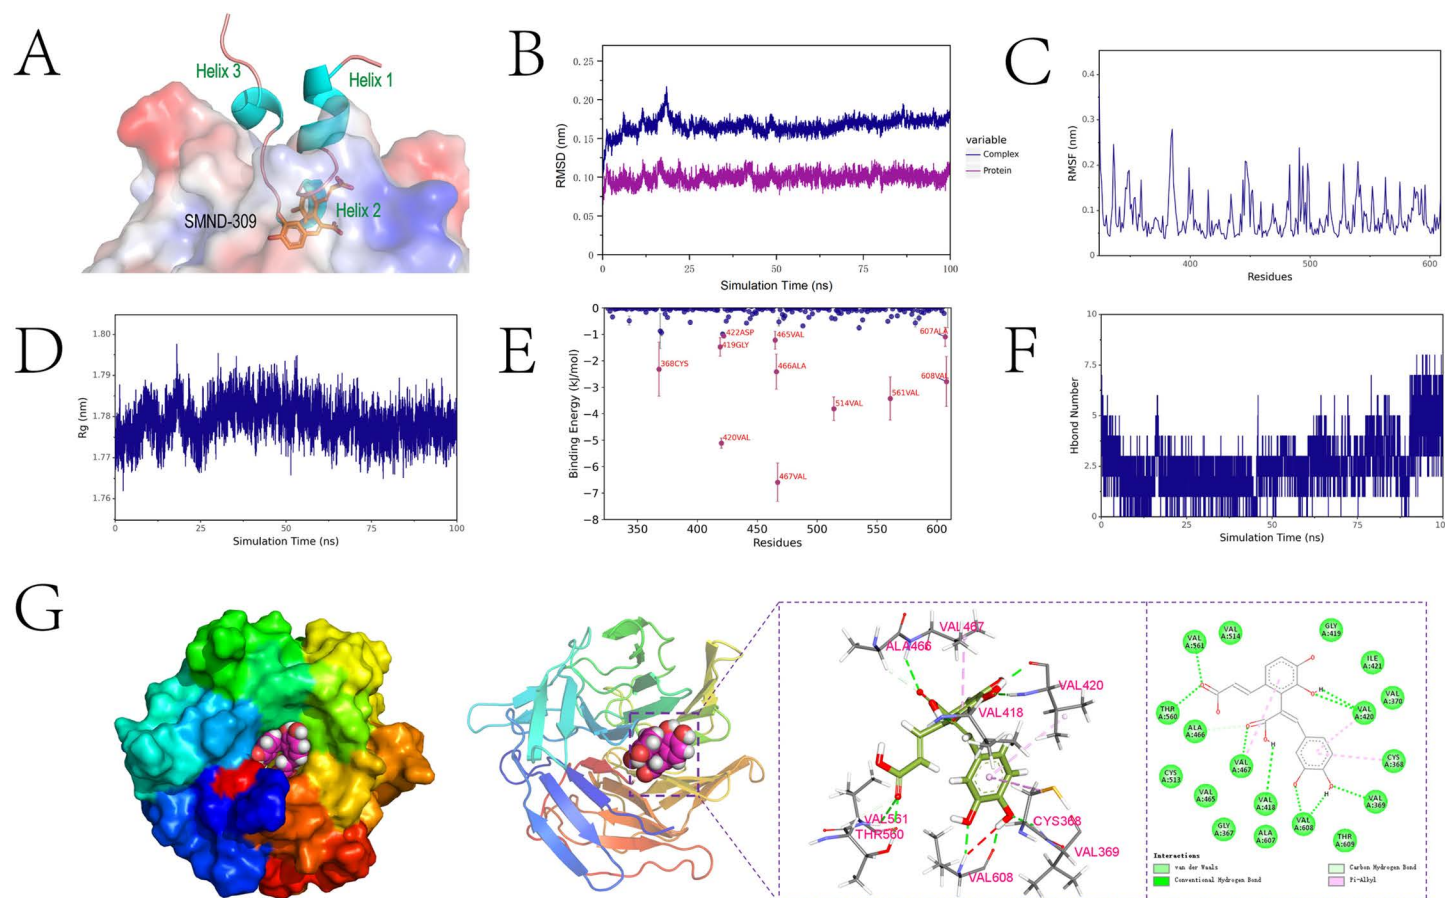 A
Helix 3
Helix 1
Helix 2
SMND-309
B
RMSD (nm)
0.25
0.20
0.15
0.10
0.05
0
0
25
50
75
100
Simulation Time (ns)
variable
Complex
Protein
C
RMSF (nm)
0.4
0.3
0.2
0.1
0
400
500
600
Residues
D
Rg (nm)
1.80
1.79
1.78
1.77
1.76
0
25
50
75
100
Simulation Time (ns)
E
Binding Energy (kJ/mol)
0
−1
−2
−3
−4
−5
−6
−7
−8
422ASP
419GLY
368CYS
420VAL
465VAL
466ALA
467VAL
514VAL
561VAL
607ALA
608VAL
350
400
450
500
550
600
Residues
F
Hbond Number
10
7.5
5
2.5
0
0
25
50
75
100
Simulation Time (ns)
G
VAL467
ALA466
VAL420
VAL418
VAL561
THR560
CYS368
VAL369
VAL608
VAL
A:561
VAL
A:514
GLY
A:419
ILE
A:421
THR
A:560
VAL
A:420
VAL
A:370
ALA
A:466
H
CYS
A:513
VAL
A:467
H
CYS
A:368
VAL
A:465
VAL
A:418
H
VAL
A:369
GLY
A:367
ALA
A:607
VAL
A:608
THR
A:609
Interactions
van der Waals
Conventional Hydrogen Bond
Carbon Hydrogen Bond
Pi-Alkyl